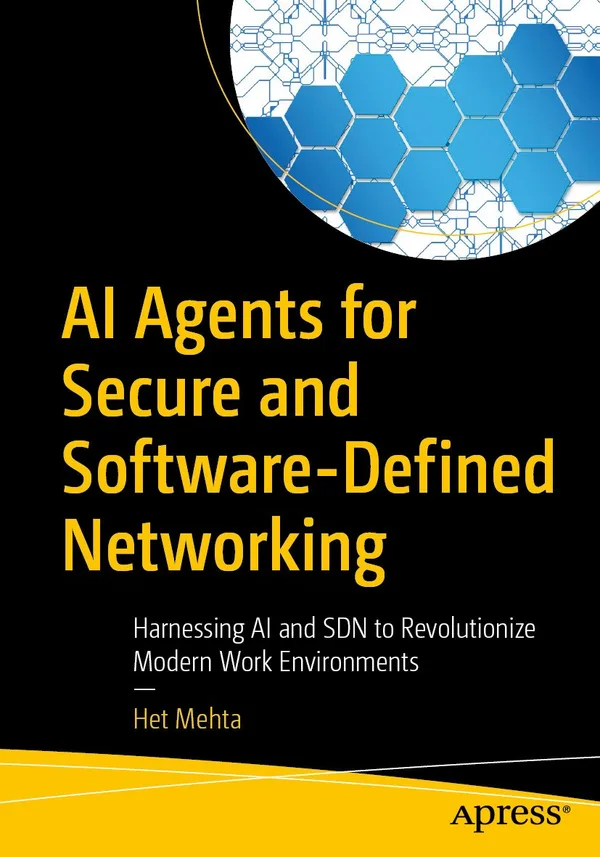 AI Agents for
Secure and
Software-Defined
Networking
Harnessing AI and SDN to Revolutionize
Modern Work Environments
—
Het Mehta
Apress®